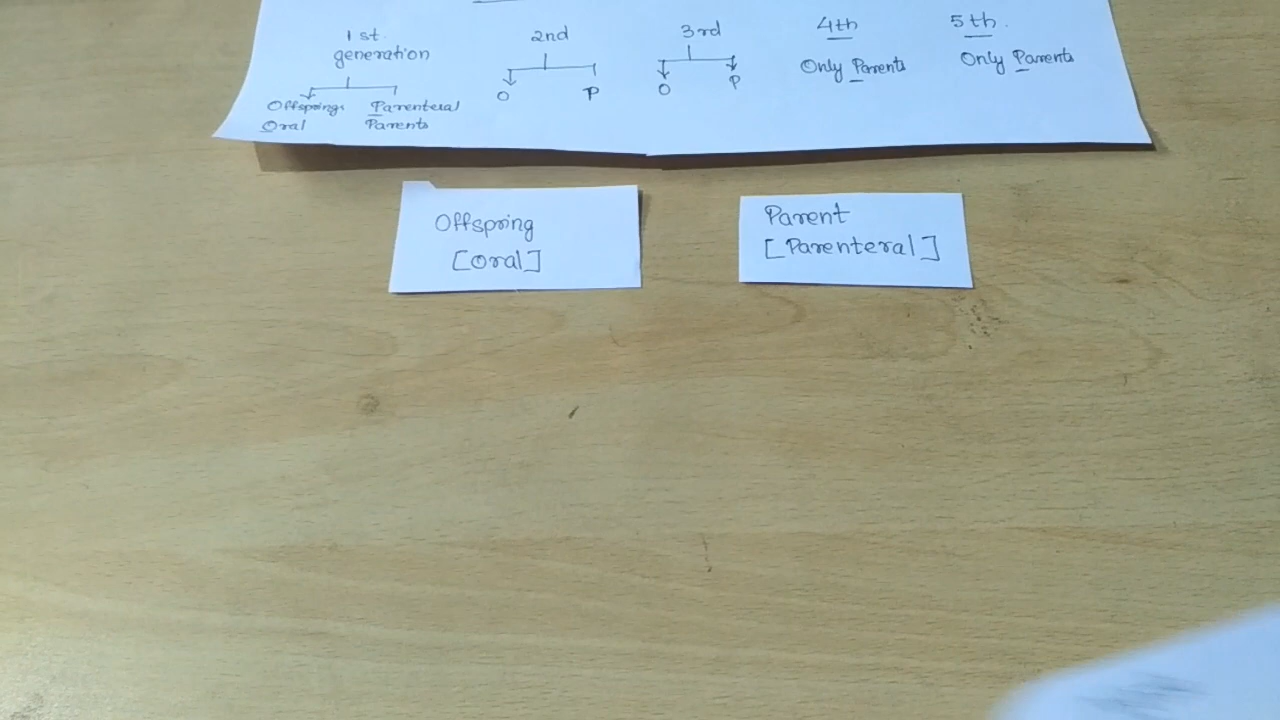 1st
generation
Offsprings Parenteral
Oral Parents
2nd
O P
3rd
O P
4th
Only Parents
5th.
Only Parents
Offspring
[Oral]
Parent
[Parenteral]